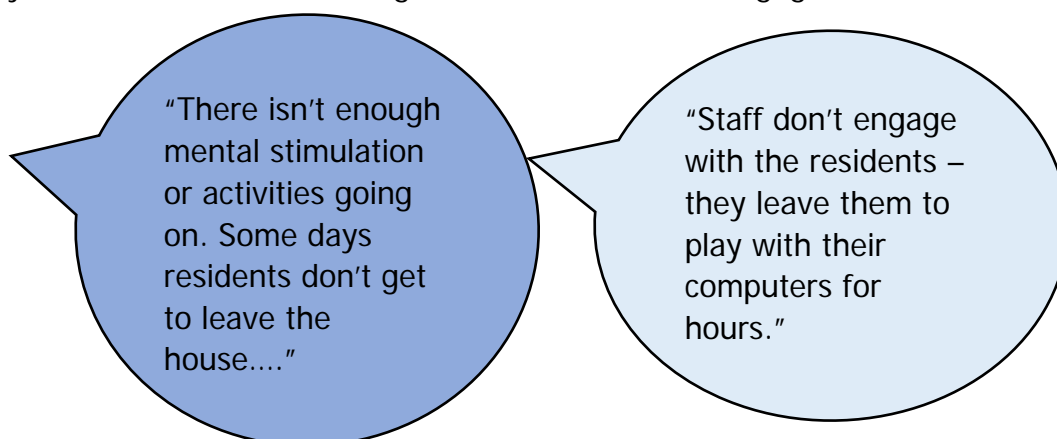 "There isn't enough
mental stimulation
or activities going
on. Some days
residents don't get
to leave the
house...."
"Staff don't engage
with the residents –
they leave them to
play with their
computers for
hours."